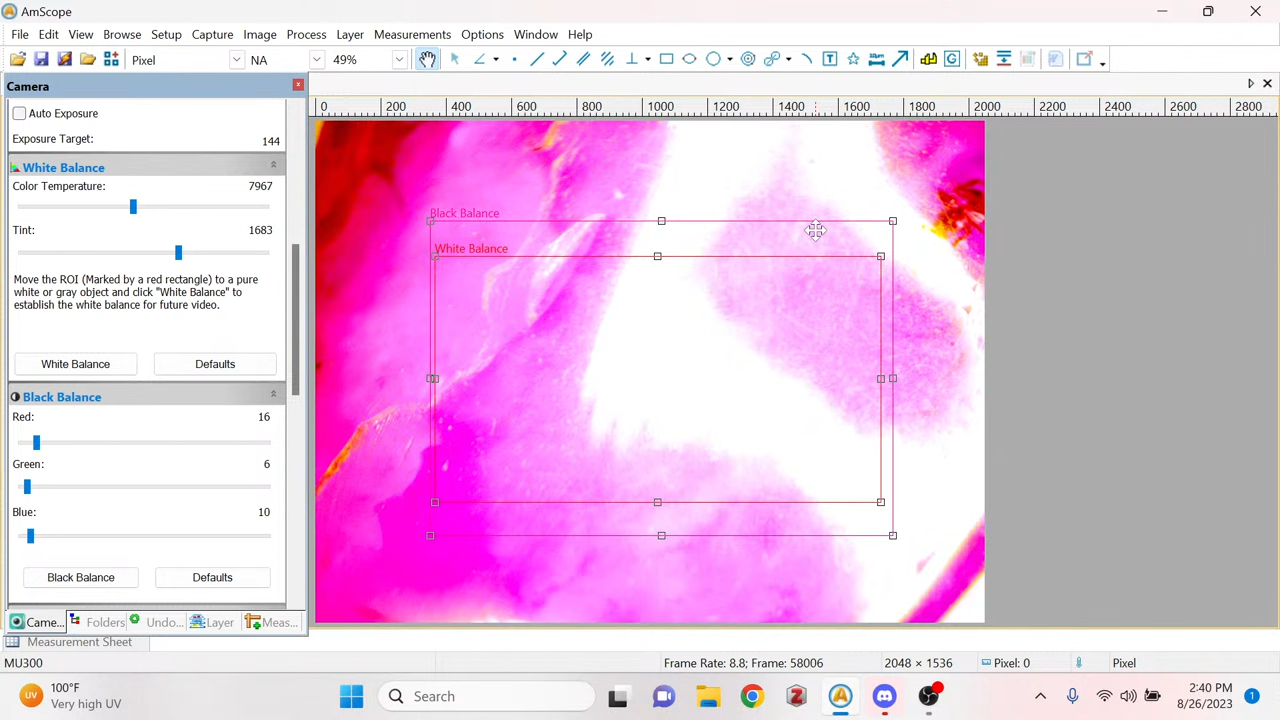 AmScope
File Edit View Browse Setup Capture Image Process Layer Measurements Options Window Help
Pixel NA 49%
Camera
0 200 400 600 800 1000 1200 1400 1600 1800 2000 2200 2400 2600 2800
Auto Exposure
Exposure Target: 144
White Balance
Color Temperature: 7967
Tint: 1683
Move the ROI (Marked by a red rectangle) to a pure
white or gray object and click "White Balance" to
establish the white balance for future video.
White Balance Defaults
Black Balance
Red: 16
Green: 6
Blue: 10
Black Balance Defaults
Black Balance
White Balance
Came... Folders Undo... Layer Meas...
Measurement Sheet
MU300 Frame Rate: 8.8; Frame: 58006 2048 × 1536 Pixel: 0 Pixel
100°F
Very high UV
Search
2:40 PM
8/26/2023
1